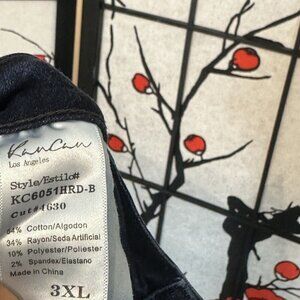 KanCan
Los Angeles
Style/Estilo#
KC6051HRD-B
Cut#4630
54% Cotton/Algodon
34% Rayon/Seda Artificial
10% Polyester/Poliester
2% Spandex/Elastano
Made in China
3XL